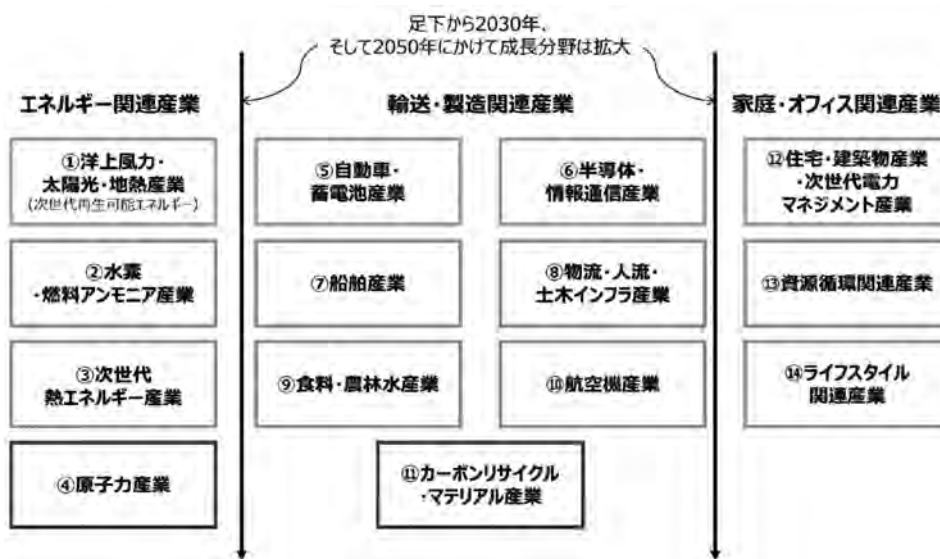 足下から2030年、
そして2050年にかけて成長分野は拡大
エネルギー関連産業
輸送・製造関連産業
家庭・オフィス関連産業
①洋上風力・
太陽光・地熱産業
(次世代再生可能エネルギー)
②水素
・燃料アンモニア産業
③次世代
熱エネルギー産業
④原子力産業
⑤自動車・
蓄電池産業
⑥半導体・
情報通信産業
⑦船舶産業
⑧物流・人流・
土木インフラ産業
⑨食料・農林水産業
⑩航空機産業
⑪カーボンリサイクル
・マテリアル産業
⑫住宅・建築物産業
・次世代電力
マネジメント産業
⑬資源循環関連産業
⑭ライフスタイル
関連産業